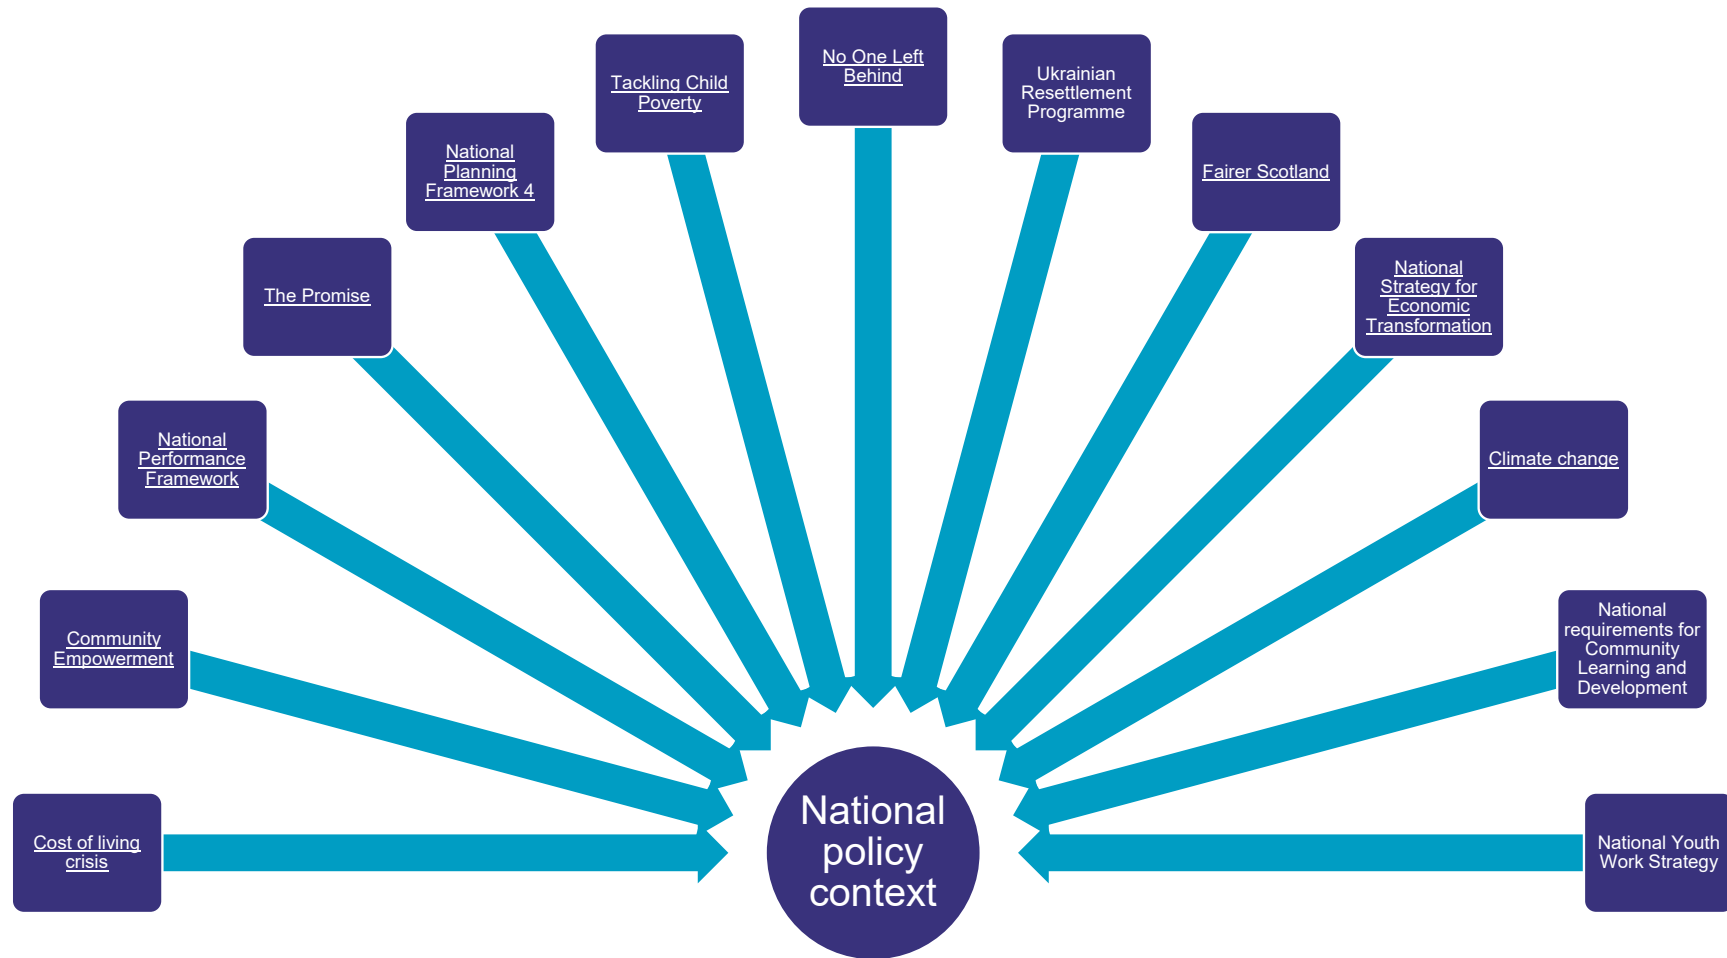 No One Left
Behind
Tackling Child
Poverty
Ukrainian
Resettlement
Programme
National
Planning
Framework 4
Fairer Scotland
The Promise
National
Strategy for
Economic
Transformation
National
Performance
Framework
Climate change
Community
Empowerment
National
requirements for
Community
Learning and
Development
Cost of living
crisis
National
policy
context
National Youth
Work Strategy